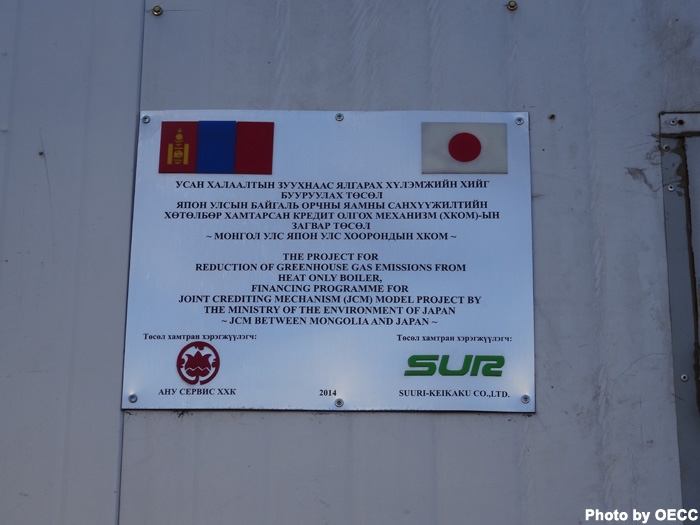 УСАН ХАЛААЛТЫН ЗУУХНААС ЯЛГАРАХ ХҮЛЭМЖИЙН ХИЙГ
БУУРУУЛАХ ТӨСӨЛ
ЯПОН УЛСЫН БАЙГАЛЬ ОРЧНЫ ЯАМНЫ САНХҮҮЖИЛТИЙН
ХӨТӨЛБӨР ХАМТАРСАН КРЕДИТ ОЛГОХ МЕХАНИЗМ (ХКОМ)-ЫН
ЗАГВАР ТӨСӨЛ
~ МОНГОЛ УЛС ЯПОН УЛС ХООРОНДЫН ХКОМ ~
THE PROJECT FOR
REDUCTION OF GREENHOUSE GAS EMISSIONS FROM
HEAT ONLY BOILER,
FINANCING PROGRAMME FOR
JOINT CREDITING MECHANISM (JCM) MODEL PROJECT BY
THE MINISTRY OF THE ENVIRONMENT OF JAPAN
~ JCM BETWEEN MONGOLIA AND JAPAN ~
Төсөл хамтран хэрэгжүүлэгч: Төсөл хамтран хэрэгжүүлэгч:
SUR
АНУ СЕРВИС ХХК 2014 SUURI-KEIKAKU CO.,LTD.
Photo by OECC